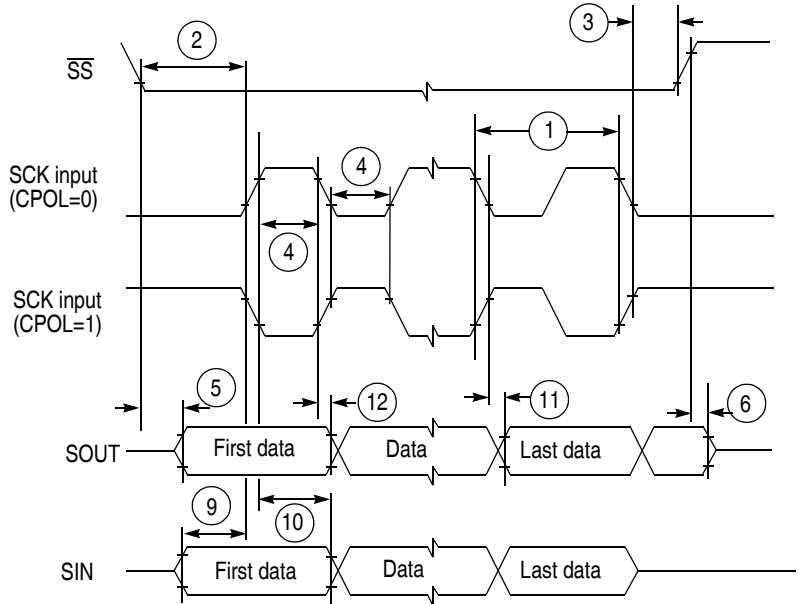 3
2
SS
1
SCK input
(CPOL=0)
4
4
SCK input
(CPOL=1)
5
12
11
6
SOUT
First data
Data
Last data
9
10
SIN
First data
Data
Last data